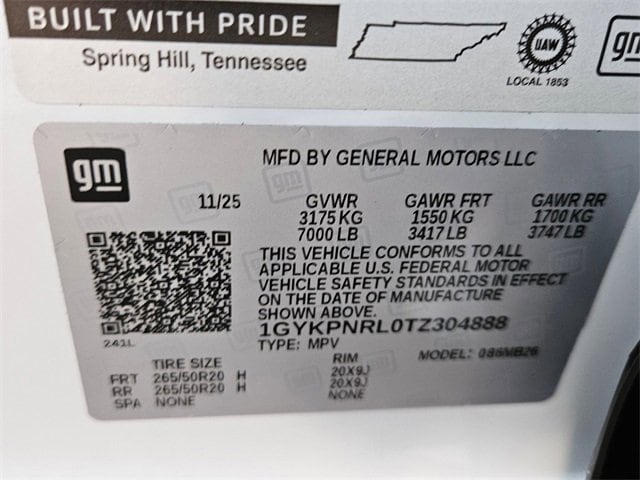 BUILT WITH PRIDE
Spring Hill, Tennessee
UAW
LOCAL 1853
gm
gm
MFD BY GENERAL MOTORS LLC
11/25 GVWR GAWR FRT GAWR RR
3175 KG 1550 KG 1700 KG
7000 LB 3417 LB 3747 LB
THIS VEHICLE CONFORMS TO ALL
APPLICABLE U.S. FEDERAL MOTOR
VEHICLE SAFETY STANDARDS IN EFFECT
ON THE DATE OF MANUFACTURE
SHOWN ABOVE.
1GYKPNRL0TZ304888
241L
TYPE: MPV MODEL: 086MB26
TIRE SIZE RIM
FRT 265/50R20 H 20X9J
RR 265/50R20 H 20X9J
SPA NONE NONE